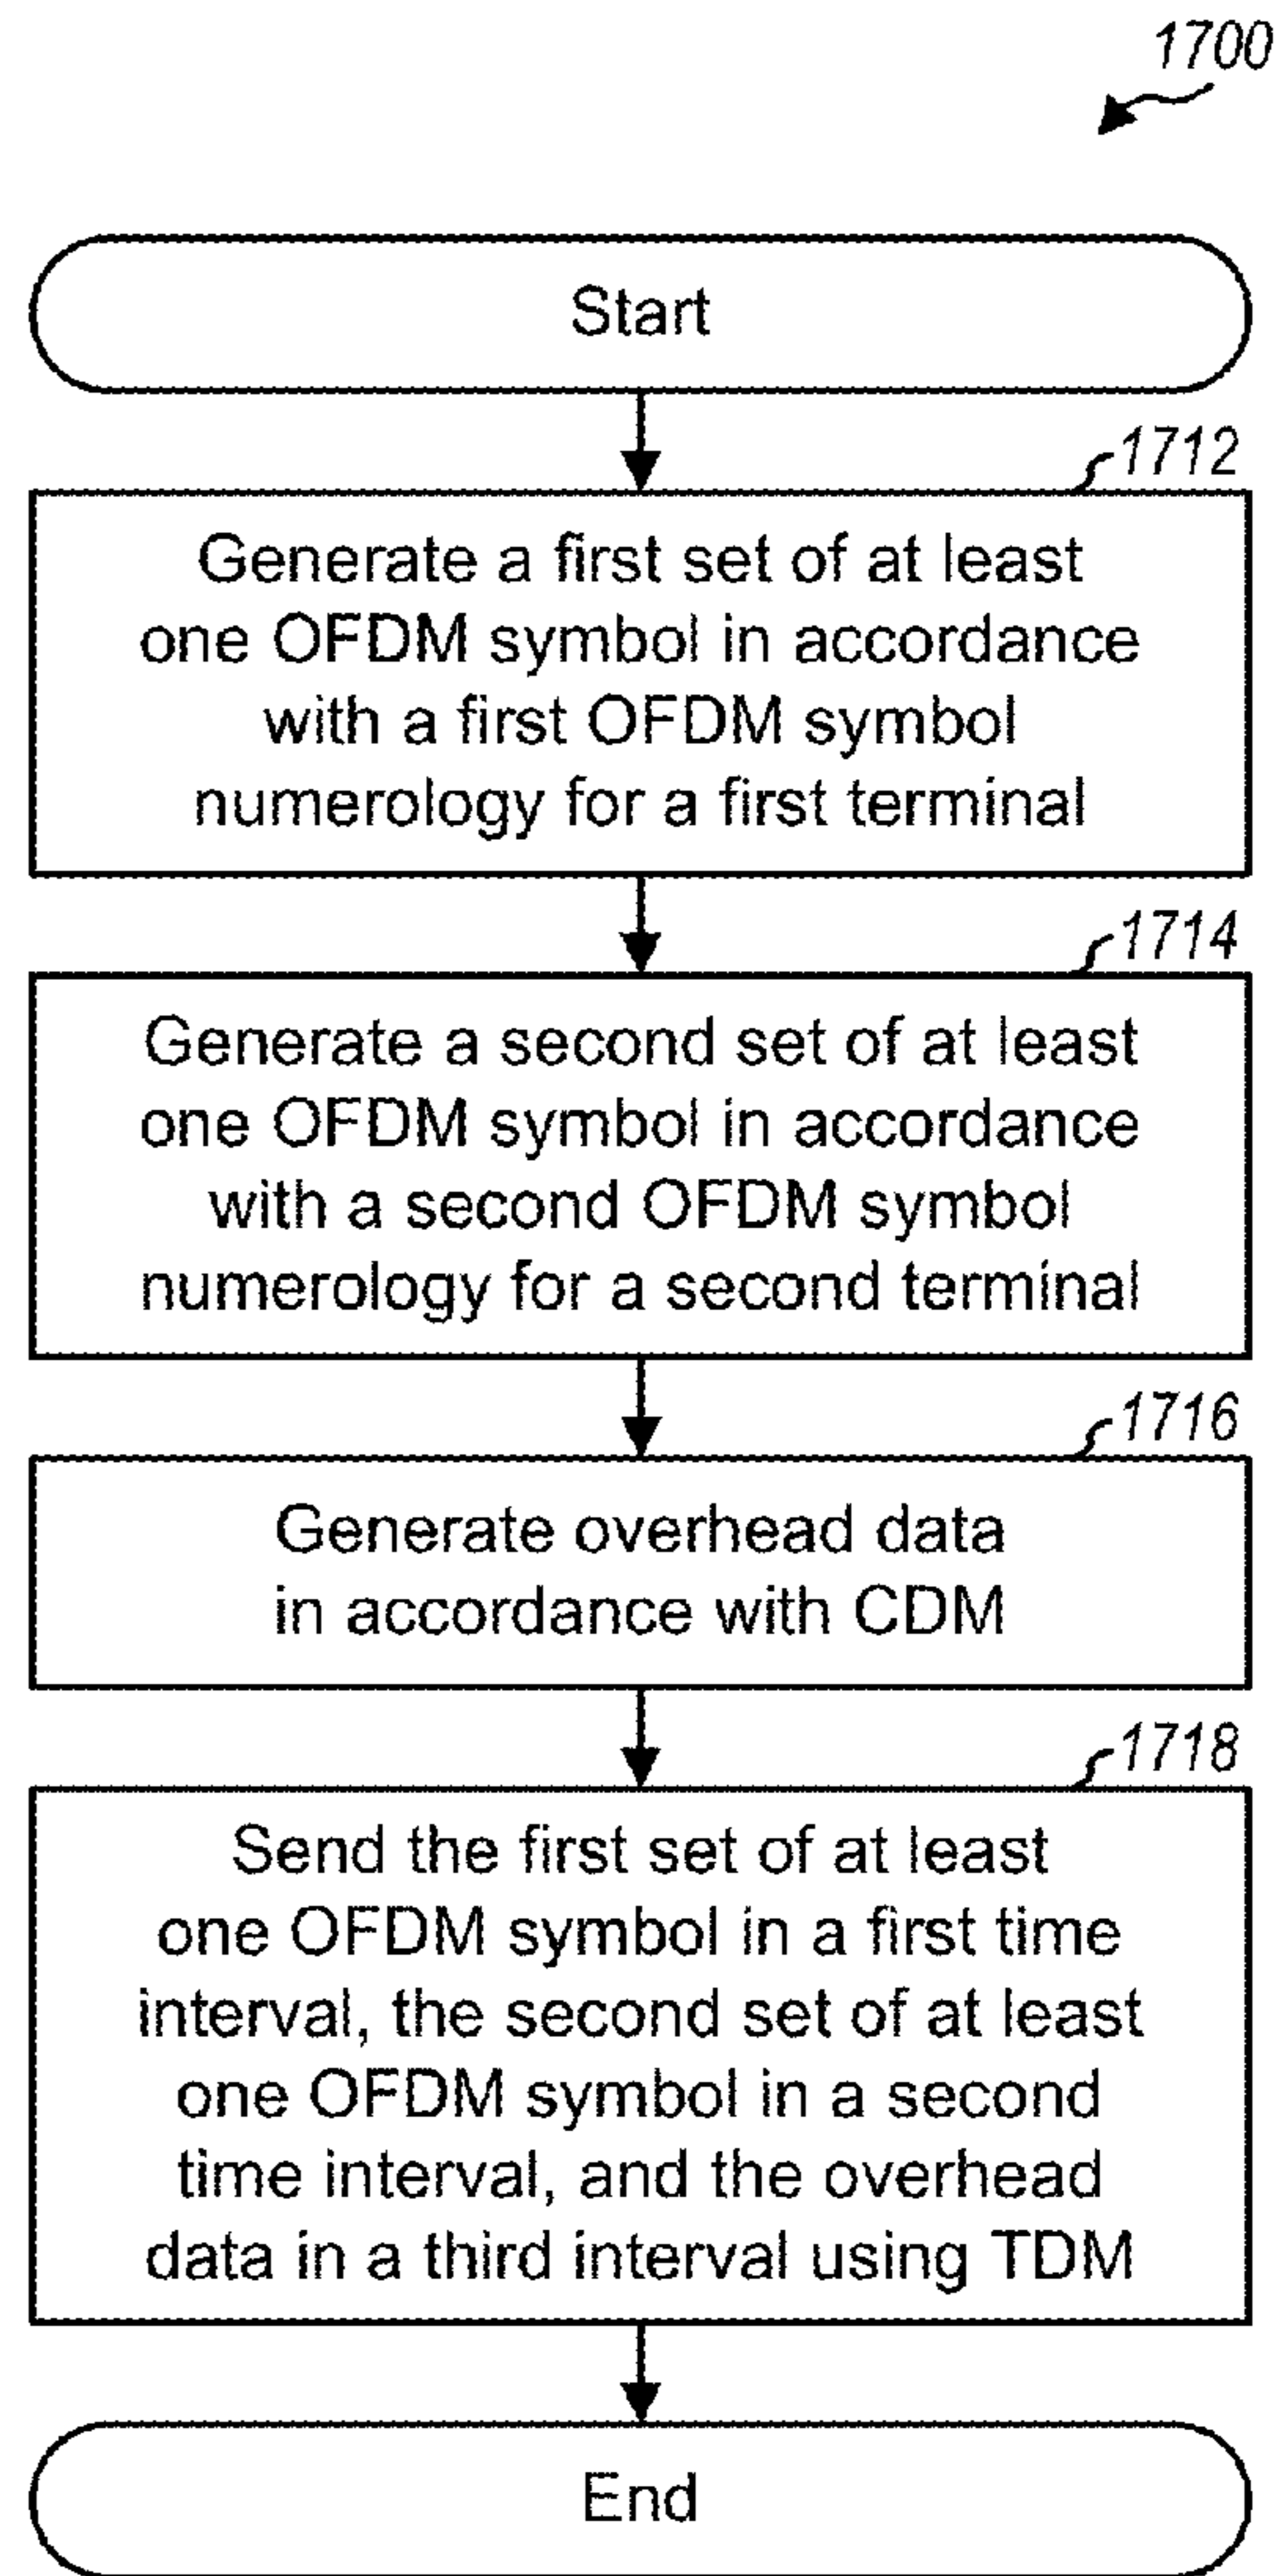 1700
Start
1712
Generate a first set of at least
one OFDM symbol in accordance
with a first OFDM symbol
numerology for a first terminal
1714
Generate a second set of at least
one OFDM symbol in accordance
with a second OFDM symbol
numerology for a second terminal
1716
Generate overhead data
in accordance with CDM
1718
Send the first set of at least
one OFDM symbol in a first time
interval, the second set of at least
one OFDM symbol in a second
time interval, and the overhead
data in a third interval using TDM
End